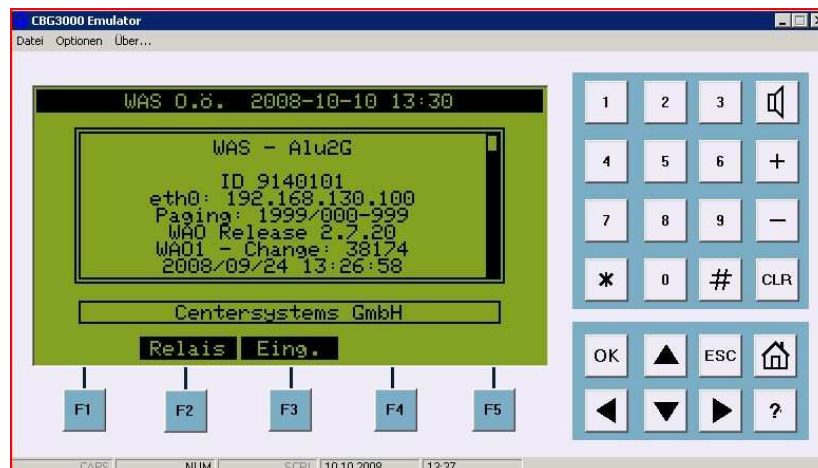 CBG3000 Emulator
Datei Optionen Über...
WAS O.ö. 2008-10-10 13:30
WAS - Alu2G
ID 9140101
eth0: 192.168.130.100
Paging: 1999/000-999
WAO Release 2.7.20
WAO1 - Change: 38174
2008/09/24 13:26:58
Centersystems GmbH
Relais Eing.
F1 F2 F3 F4 F5
1 2 3
4 5 6 +
7 8 9 -
* 0 # CLR
OK ESC
?
CAPS NUM SCRL 10.10.2008 13:37